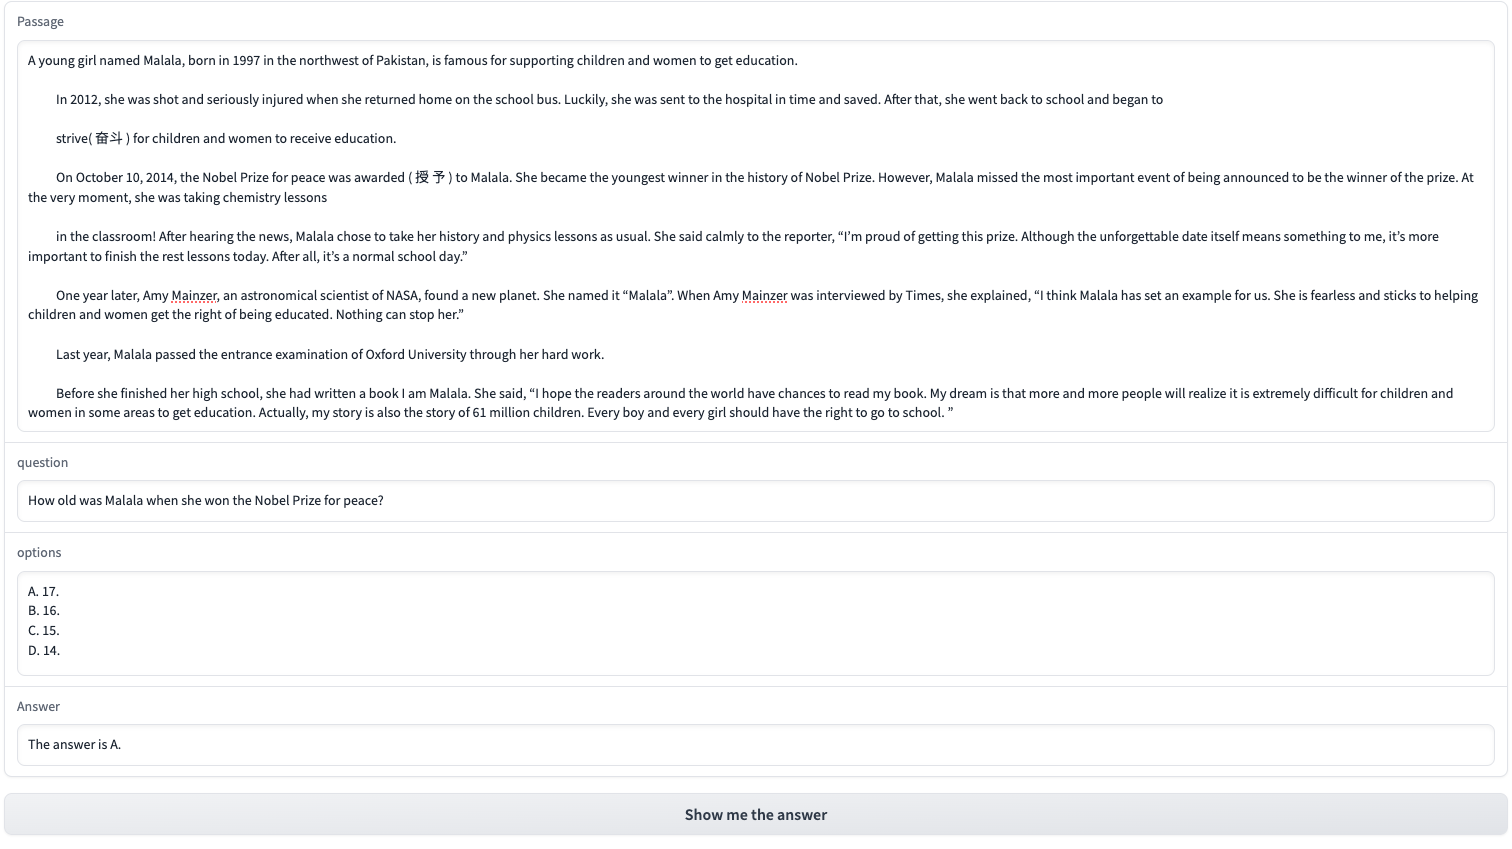 Passage
A young girl named Malala, born in 1997 in the northwest of Pakistan, is famous for supporting children and women to get education.
In 2012, she was shot and seriously injured when she returned home on the school bus. Luckily, she was sent to the hospital in time and saved. After that, she went back to school and began to
strive( 奋斗 ) for children and women to receive education.
On October 10, 2014, the Nobel Prize for peace was awarded ( 授 予 ) to Malala. She became the youngest winner in the history of Nobel Prize. However, Malala missed the most important event of being announced to be the winner of the prize. At
the very moment, she was taking chemistry lessons
in the classroom! After hearing the news, Malala chose to take her history and physics lessons as usual. She said calmly to the reporter, “I’m proud of getting this prize. Although the unforgettable date itself means something to me, it’s more
important to finish the rest lessons today. After all, it’s a normal school day.”
One year later, Amy Mainzer, an astronomical scientist of NASA, found a new planet. She named it “Malala”. When Amy Mainzer was interviewed by Times, she explained, “I think Malala has set an example for us. She is fearless and sticks to helping
children and women get the right of being educated. Nothing can stop her.”
Last year, Malala passed the entrance examination of Oxford University through her hard work.
Before she finished her high school, she had written a book I am Malala. She said, “I hope the readers around the world have chances to read my book. My dream is that more and more people will realize it is extremely difficult for children and
women in some areas to get education. Actually, my story is also the story of 61 million children. Every boy and every girl should have the right to go to school. ”
question
How old was Malala when she won the Nobel Prize for peace?
options
A. 17.
B. 16.
C. 15.
D. 14.
Answer
The answer is A.
Show me the answer